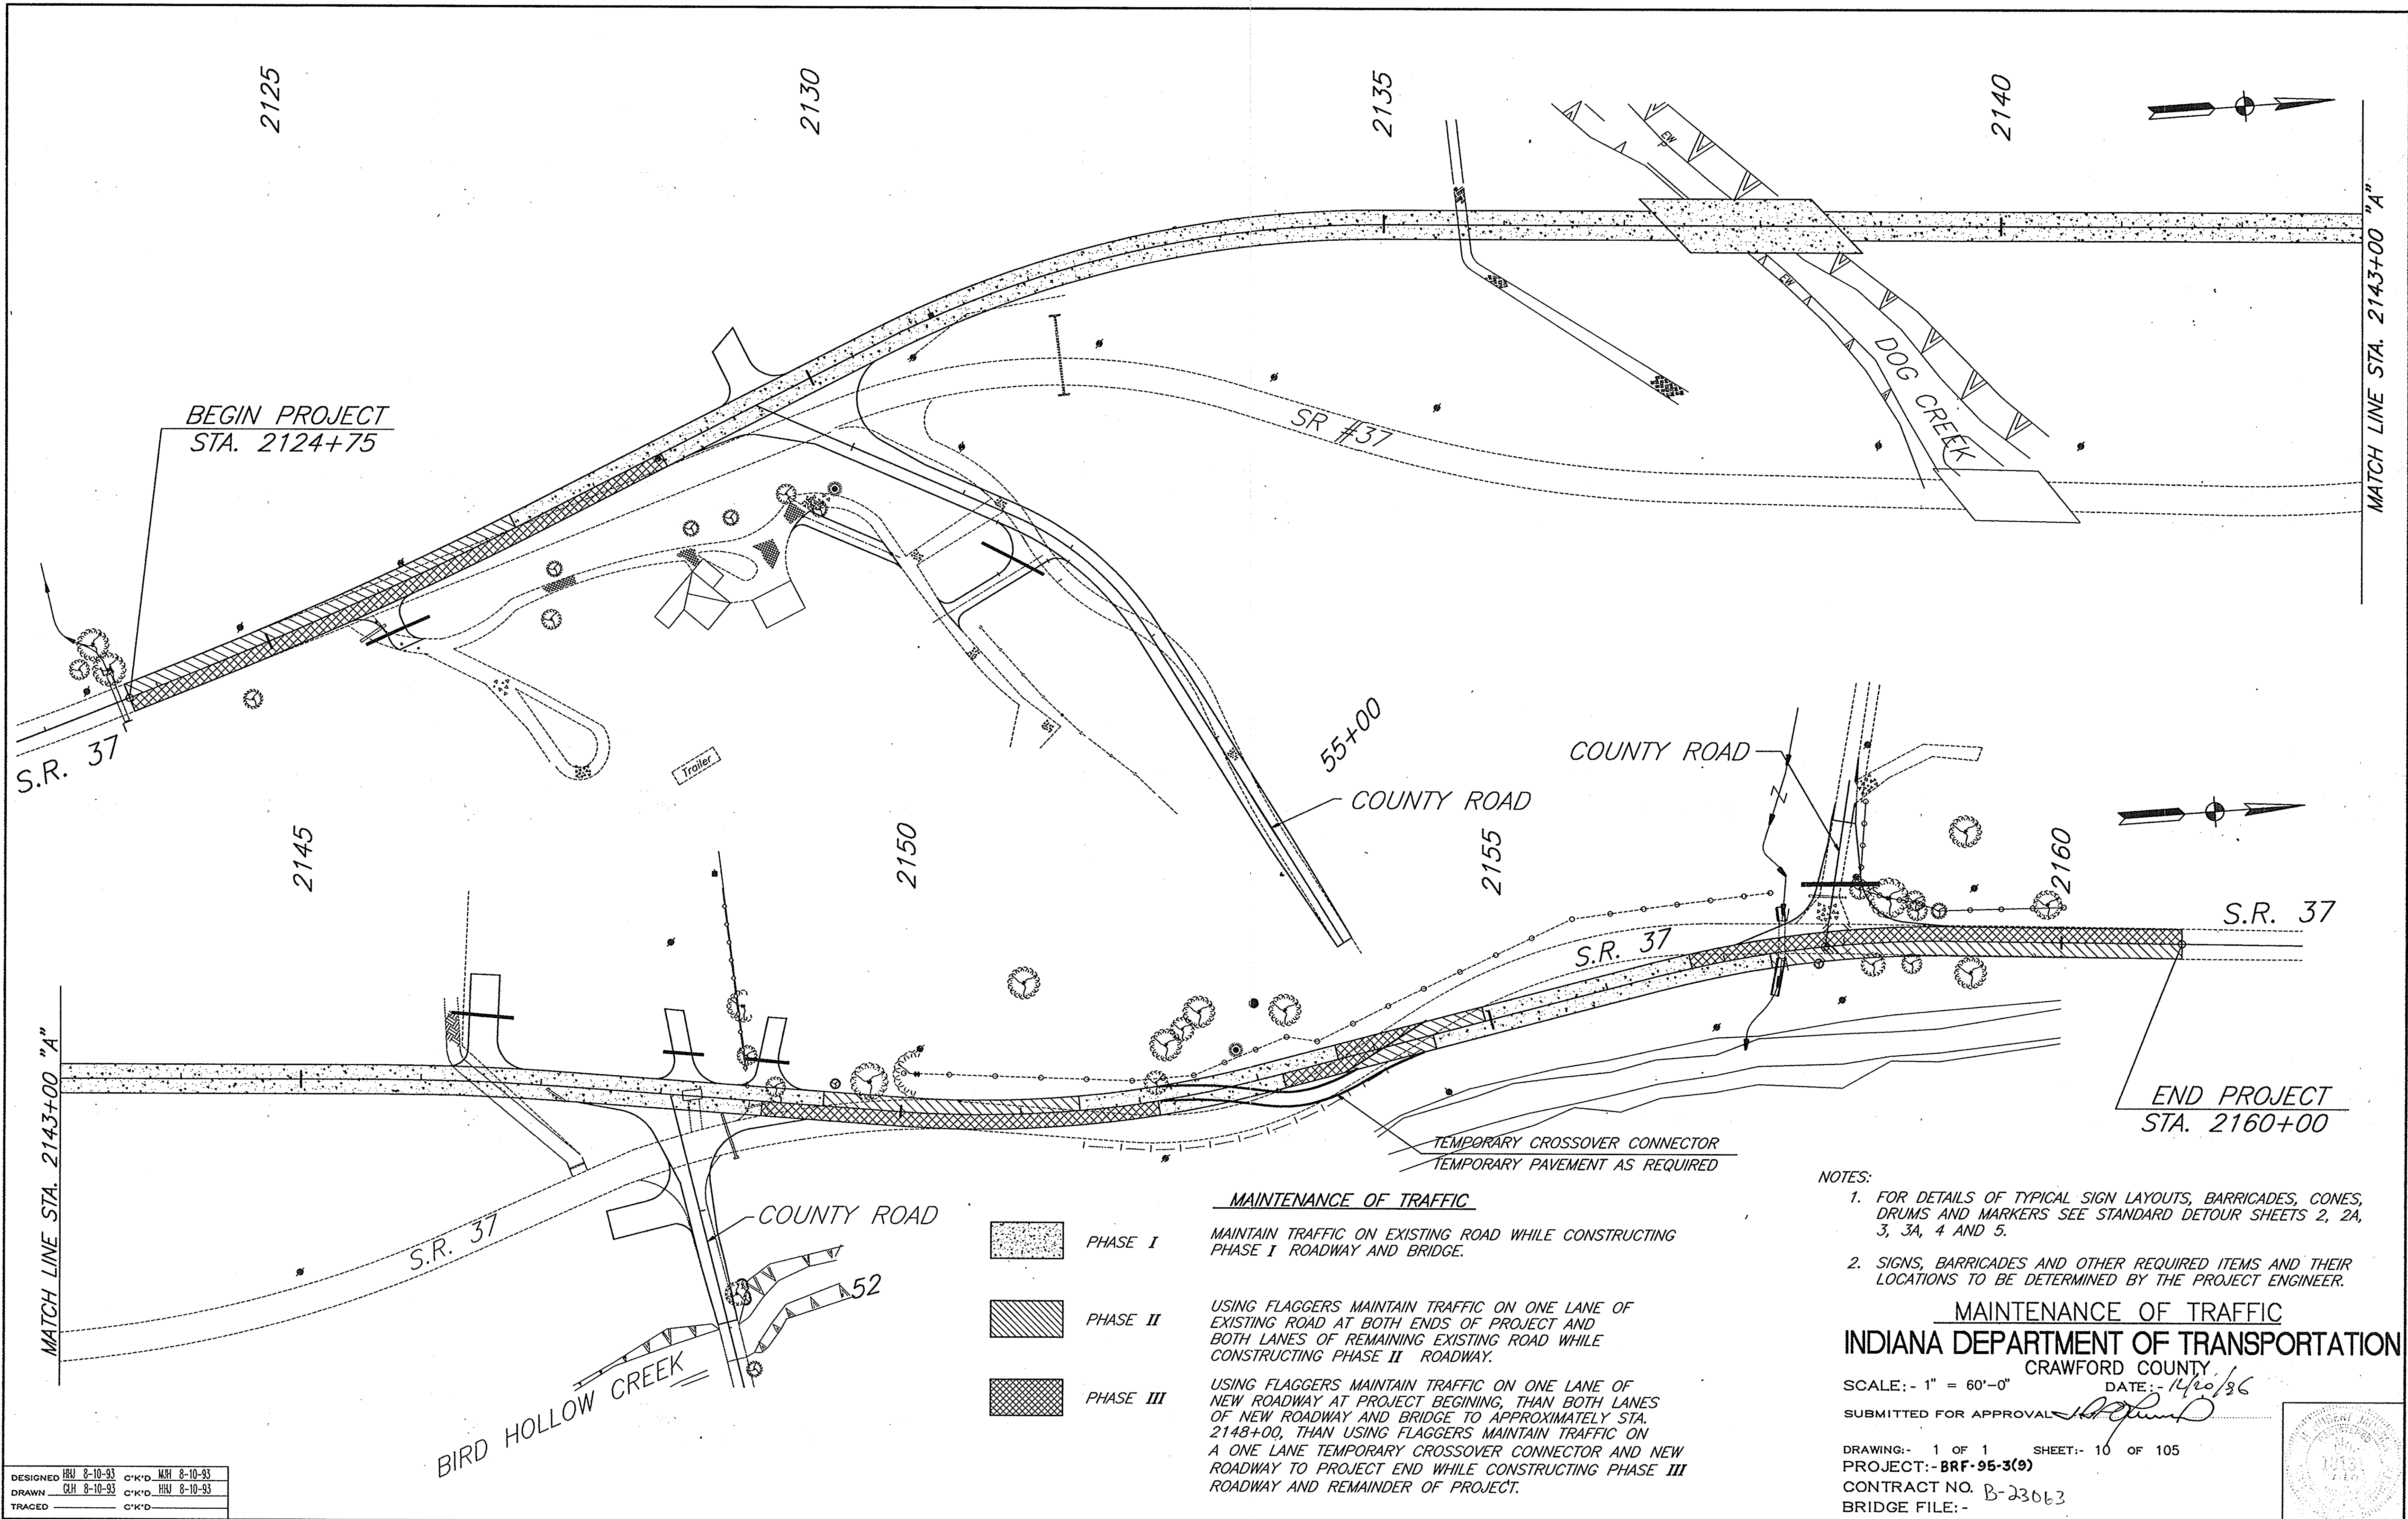 2125
2130
2135
2140
BEGIN PROJECT
STA. 2124+75
EW
EW
DOG CREEK
SR #37
MATCH LINE STA. 2143+00 "A"
S.R. 37
Trailer
55+00
COUNTY ROAD
COUNTY ROAD
2145
2150
2155
2160
S.R. 37
S.R. 37
MATCH LINE STA. 2143+00 "A"
END PROJECT
STA. 2160+00
TEMPORARY CROSSOVER CONNECTOR
TEMPORARY PAVEMENT AS REQUIRED
COUNTY ROAD
S.R. 37
52
BIRD HOLLOW CREEK
MAINTENANCE OF TRAFFIC
PHASE I
MAINTAIN TRAFFIC ON EXISTING ROAD WHILE CONSTRUCTING
PHASE I ROADWAY AND BRIDGE.
PHASE II
USING FLAGGERS MAINTAIN TRAFFIC ON ONE LANE OF
EXISTING ROAD AT BOTH ENDS OF PROJECT AND
BOTH LANES OF REMAINING EXISTING ROAD WHILE
CONSTRUCTING PHASE II ROADWAY.
PHASE III
USING FLAGGERS MAINTAIN TRAFFIC ON ONE LANE OF
NEW ROADWAY AT PROJECT BEGINING, THAN BOTH LANES
OF NEW ROADWAY AND BRIDGE TO APPROXIMATELY STA.
2148+00, THAN USING FLAGGERS MAINTAIN TRAFFIC ON
A ONE LANE TEMPORARY CROSSOVER CONNECTOR AND NEW
ROADWAY TO PROJECT END WHILE CONSTRUCTING PHASE III
ROADWAY AND REMAINDER OF PROJECT.
NOTES:
1. FOR DETAILS OF TYPICAL SIGN LAYOUTS, BARRICADES, CONES,
DRUMS AND MARKERS SEE STANDARD DETOUR SHEETS 2, 2A,
3, 3A, 4 AND 5.
2. SIGNS, BARRICADES AND OTHER REQUIRED ITEMS AND THEIR
LOCATIONS TO BE DETERMINED BY THE PROJECT ENGINEER.
MAINTENANCE OF TRAFFIC
INDIANA DEPARTMENT OF TRANSPORTATION
CRAWFORD COUNTY
SCALE:- 1" = 60'-0" DATE:-
SUBMITTED FOR APPROVAL
DRAWING:- 1 OF 1 SHEET:- 10 OF 105
PROJECT:- BRF-95-3(9)
CONTRACT NO. B-23063
BRIDGE FILE:-
DESIGNED HHJ 8-10-93 C'K'D MJH 8-10-93
DRAWN GLH 8-10-93 C'K'D HHJ 8-10-93
TRACED C'K'D